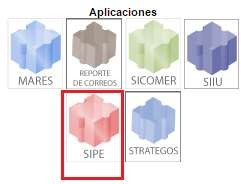 Aplicaciones
MARES
REPORTE
DE CORREOS
SICOMER
SIIU
SIPE
STRATEGOS